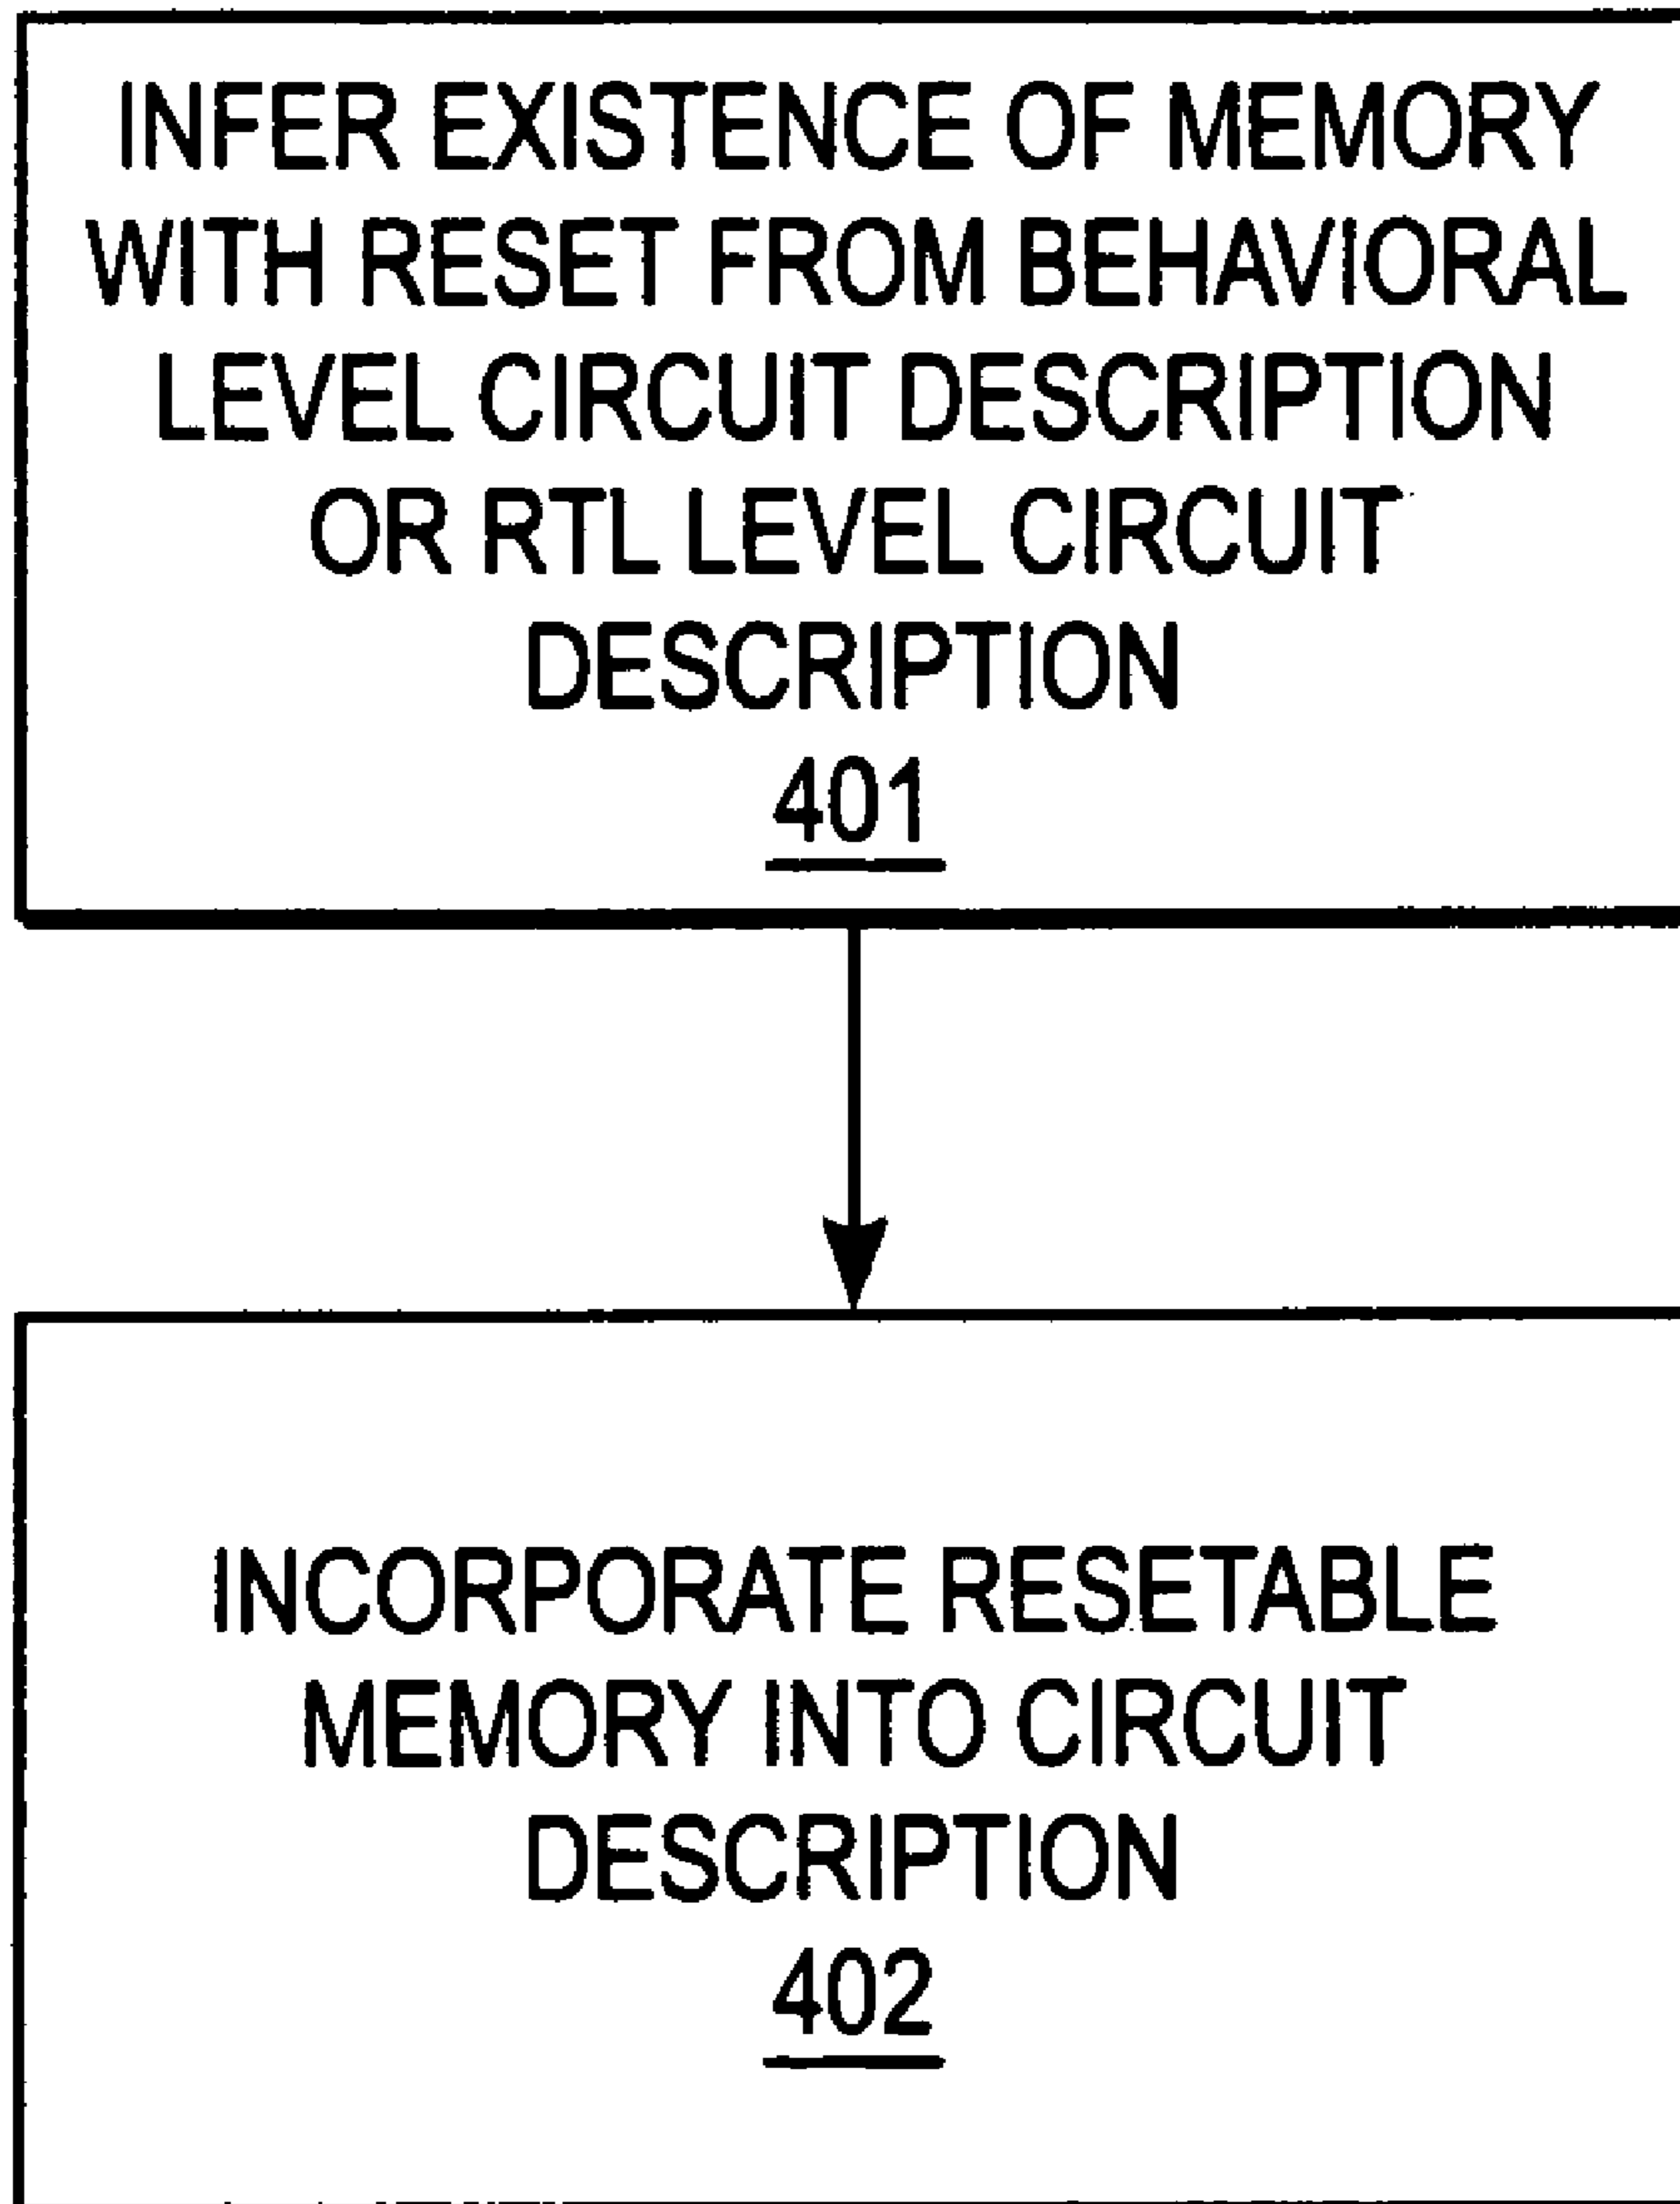 INFER EXISTENCE OF MEMORY
WITH RESET FROM BEHAVIORAL
LEVEL CIRCUIT DESCRIPTION
OR RTL LEVEL CIRCUIT
DESCRIPTION
401
INCORPORATE RESETABLE
MEMORY INTO CIRCUIT
DESCRIPTION
402